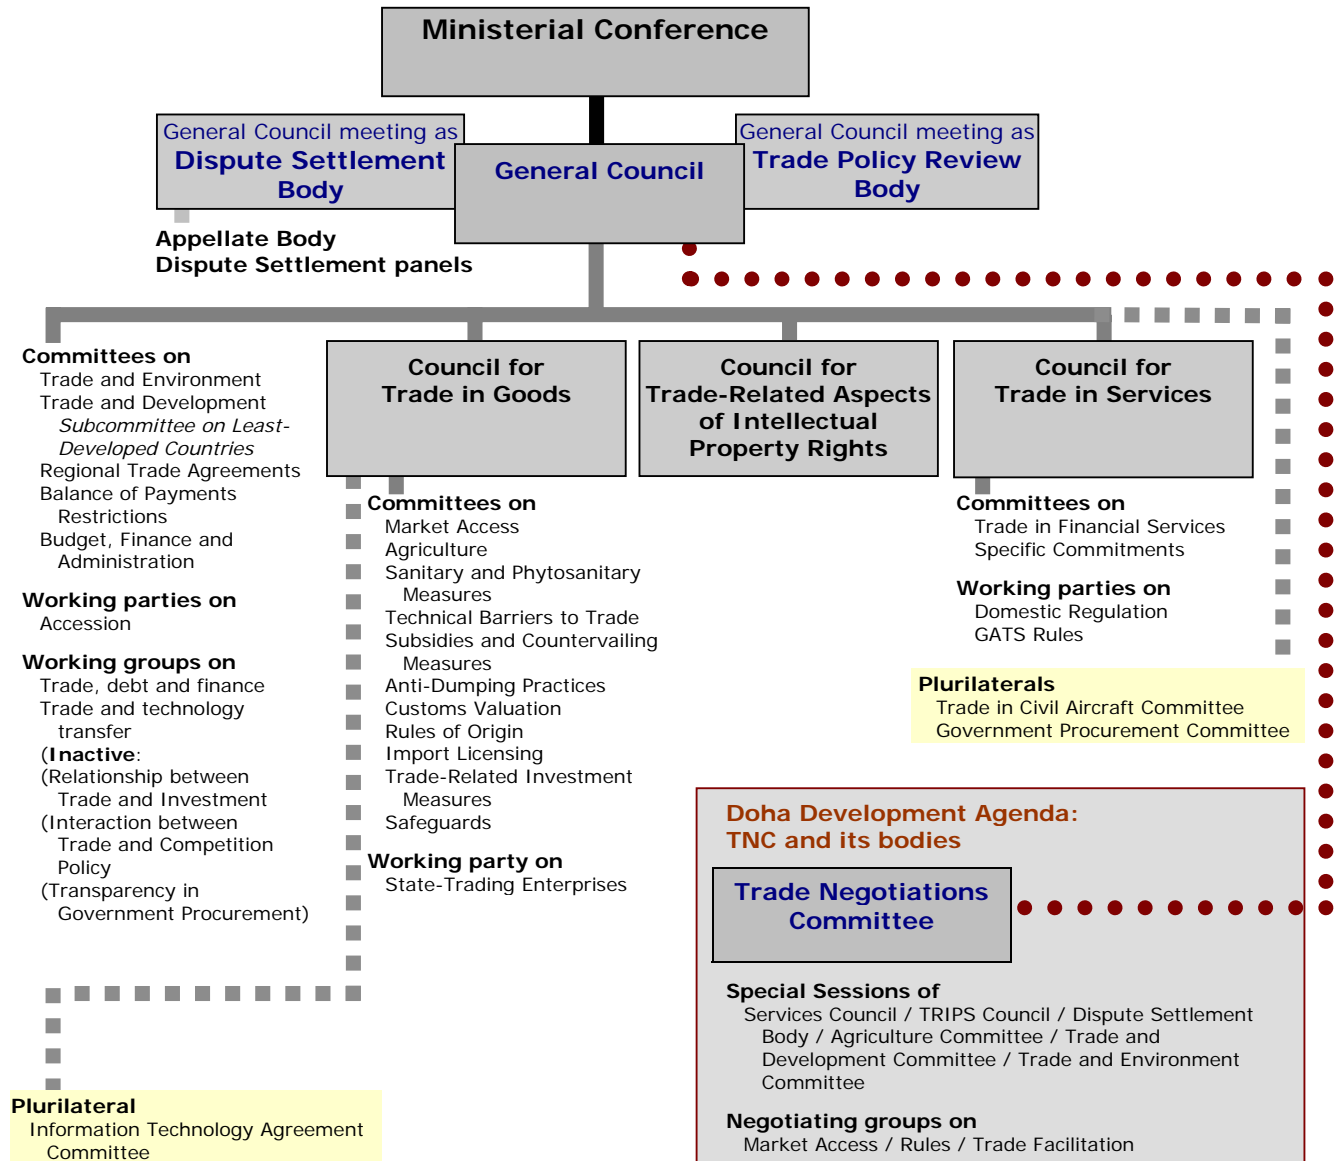 Ministerial Conference
General Council meeting as
Dispute Settlement
Body
General Council
General Council meeting as
Trade Policy Review
Body
Appellate Body
Dispute Settlement panels
Committees on
Trade and Environment
Trade and Development
Subcommittee on Least-
Developed Countries
Regional Trade Agreements
Balance of Payments
Restrictions
Budget, Finance and
Administration
Working parties on
Accession
Working groups on
Trade, debt and finance
Trade and technology
transfer
(Inactive:
(Relationship between
Trade and Investment
(Interaction between
Trade and Competition
Policy
(Transparency in
Government Procurement)
Council for
Trade in Goods
Committees on
Market Access
Agriculture
Sanitary and Phytosanitary
Measures
Technical Barriers to Trade
Subsidies and Countervailing
Measures
Anti-Dumping Practices
Customs Valuation
Rules of Origin
Import Licensing
Trade-Related Investment
Measures
Safeguards
Working party on
State-Trading Enterprises
Council for
Trade-Related Aspects
of Intellectual
Property Rights
Council for
Trade in Services
Committees on
Trade in Financial Services
Specific Commitments
Working parties on
Domestic Regulation
GATS Rules
Plurilaterals
Trade in Civil Aircraft Committee
Government Procurement Committee
Plurilateral
Information Technology Agreement
Committee
Doha Development Agenda:
TNC and its bodies
Trade Negotiations
Committee
Special Sessions of
Services Council / TRIPS Council / Dispute Settlement
Body / Agriculture Committee / Trade and
Development Committee / Trade and Environment
Committee
Negotiating groups on
Market Access / Rules / Trade Facilitation